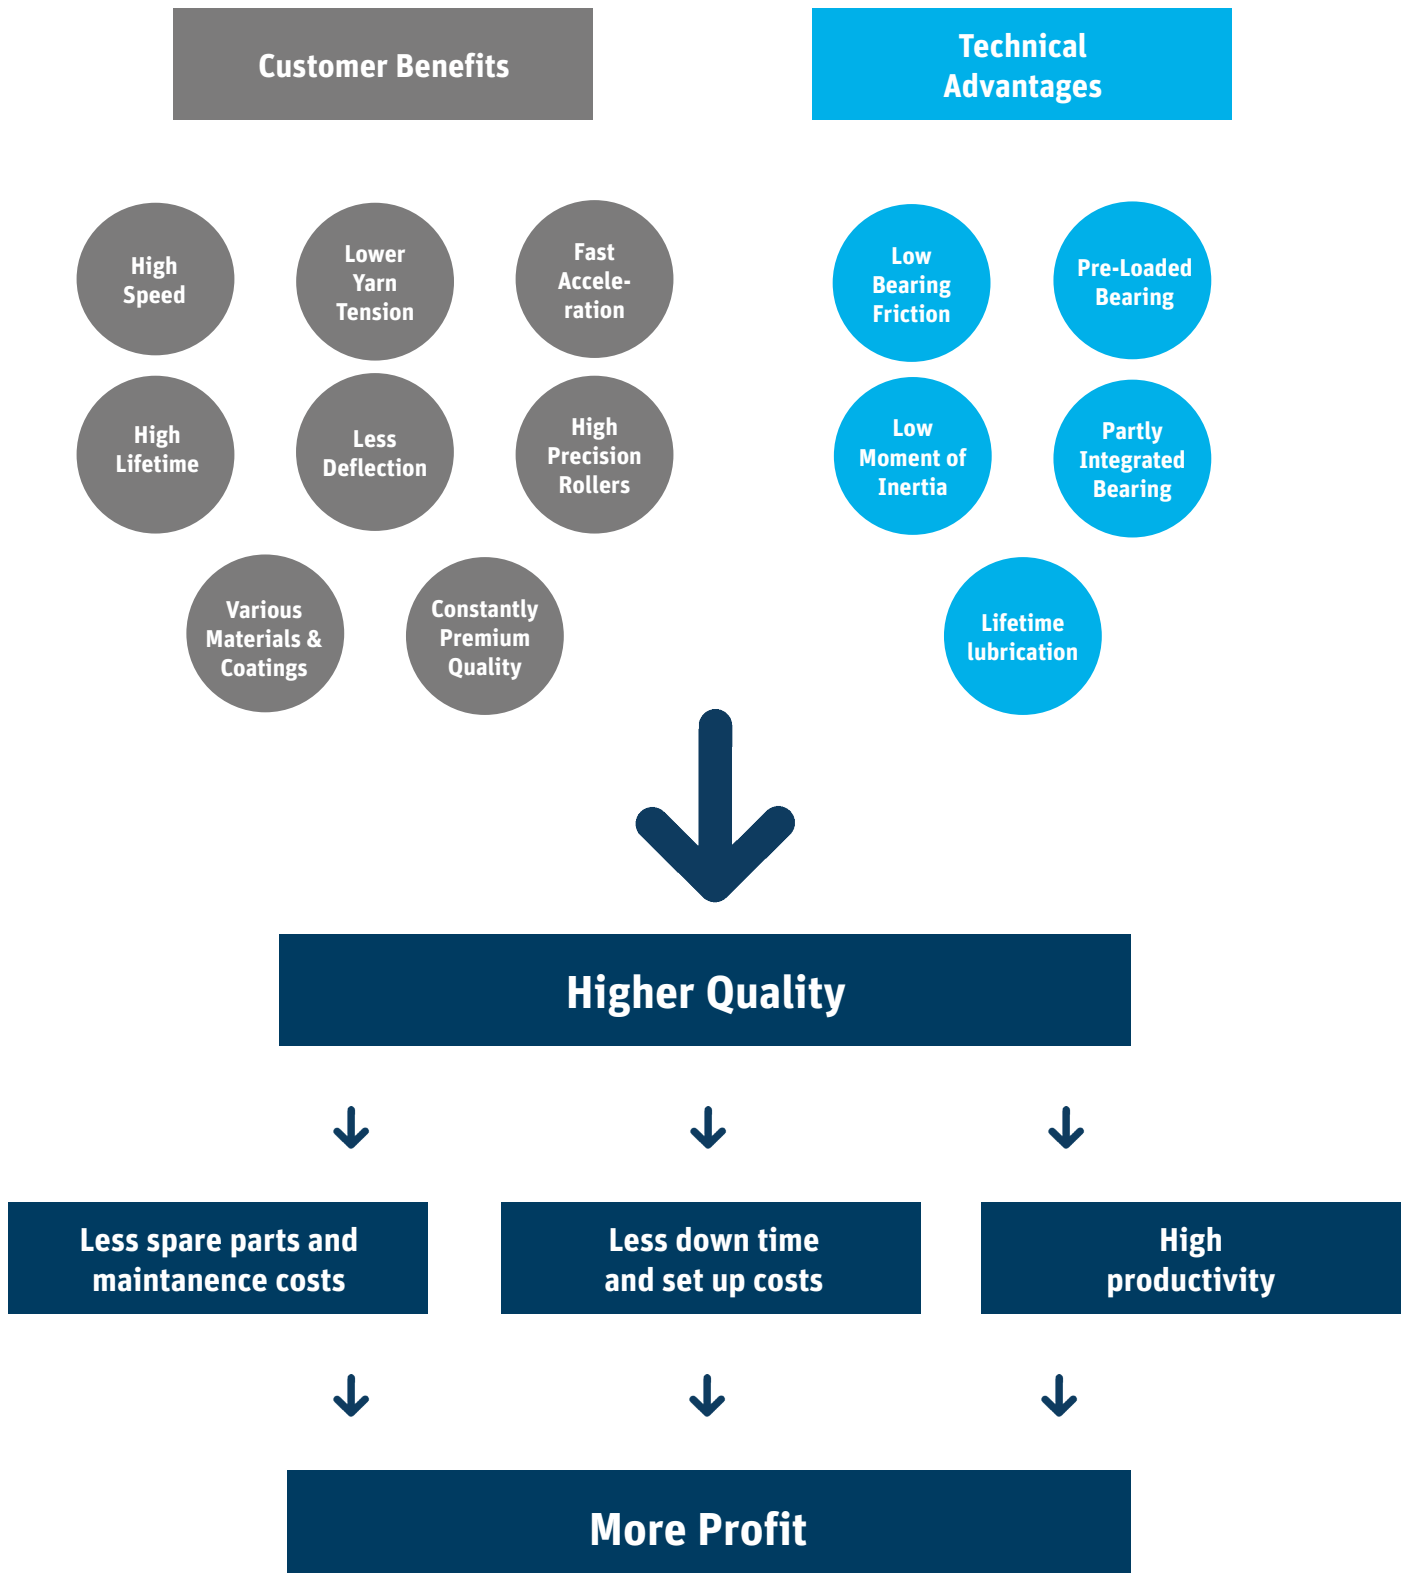 Customer Benefits
Technical
Advantages
High
Speed
Lower
Yarn
Tension
Fast
Accele-
ration
High
Lifetime
Less
Deflection
High
Precision
Rollers
Various
Materials &
Coatings
Constantly
Premium
Quality
Low
Bearing
Friction
Pre-Loaded
Bearing
Low
Moment of
Inertia
Partly
Integrated
Bearing
Lifetime
lubrication
Higher Quality
Less spare parts and
maintanence costs
Less down time
and set up costs
High
productivity
More Profit